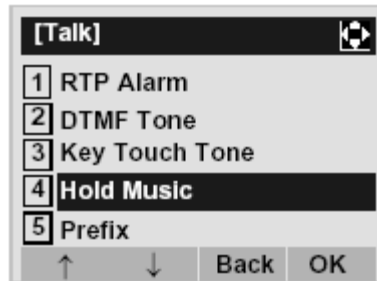 [Talk]
1 RTP Alarm
2 DTMF Tone
3 Key Touch Tone
4 Hold Music
5 Prefix
↑ ↓ Back OK